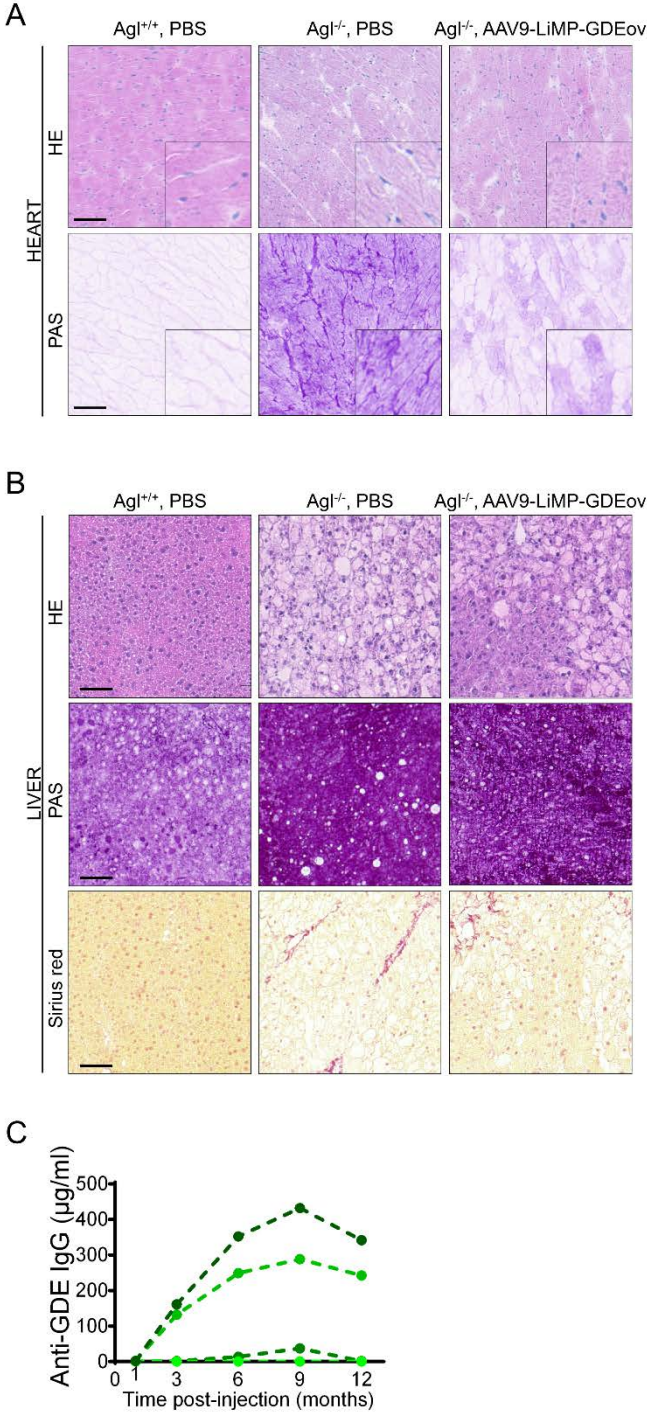 A
Agl+/+, PBS
Agl-/-, PBS
Agl-/-, AAV9-LiMP-GDEov
HEART
HE
PAS
B
Agl+/+, PBS
Agl-/-, PBS
Agl-/-, AAV9-LiMP-GDEov
LIVER
HE
PAS
Sirius red
C
Anti-GDE IgG (µg/ml)
500
400
300
200
100
0
0 1 3 6 9 12
Time post-injection (months)